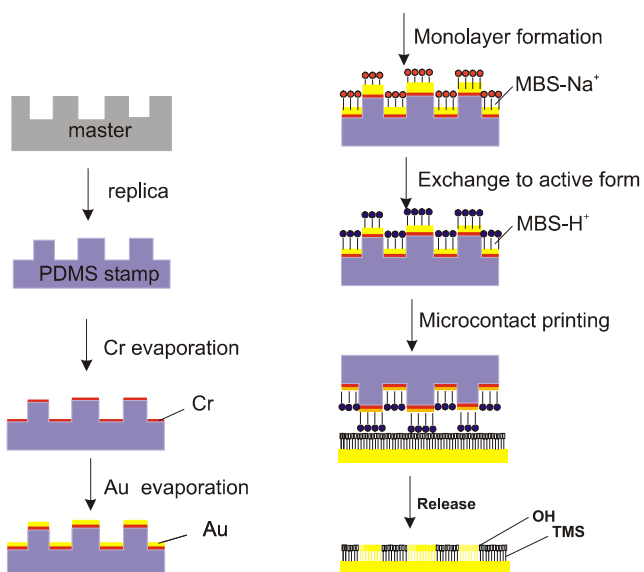 master
replica
PDMS stamp
Cr evaporation
Cr
Au evaporation
Au
Monolayer formation
MBS-Na⁺
Exchange to active form
MBS-H⁺
Microcontact printing
Release
OH
TMS